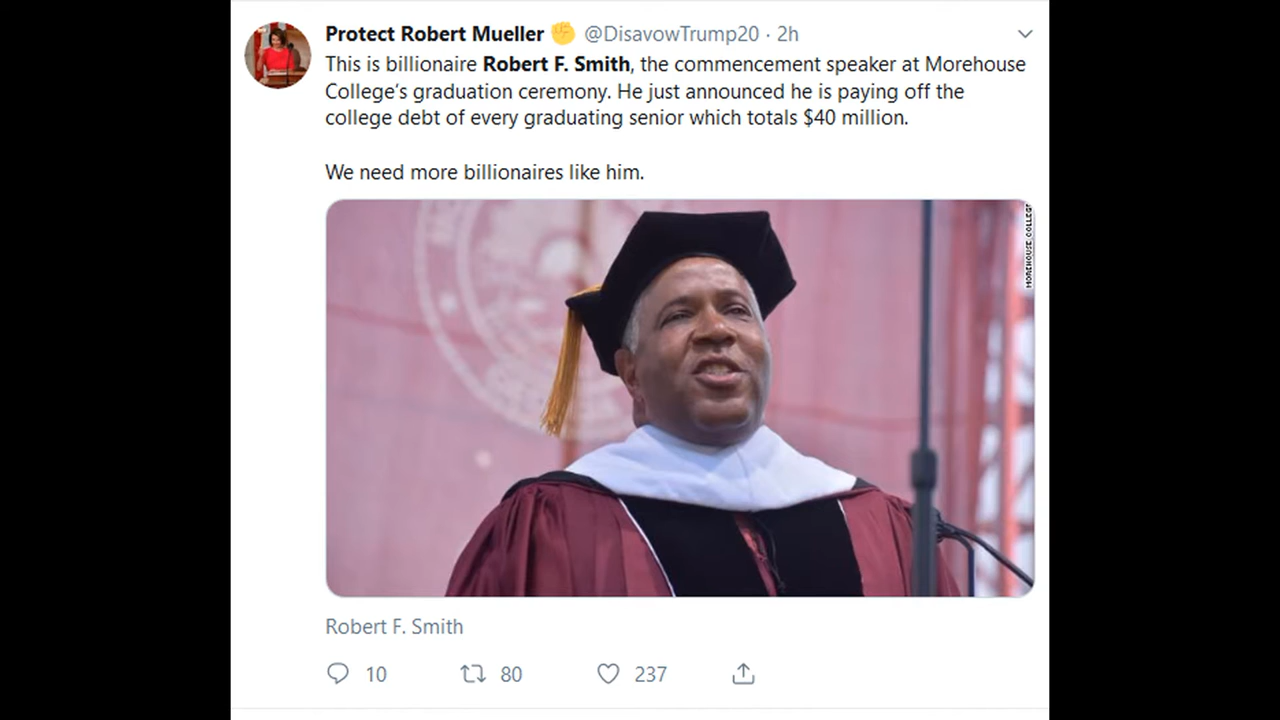 Protect Robert Mueller ✊ @DisavowTrump20 · 2h
This is billionaire Robert F. Smith, the commencement speaker at Morehouse
College’s graduation ceremony. He just announced he is paying off the
college debt of every graduating senior which totals $40 million.
We need more billionaires like him.
MOREHOUSE COLLEGE
Robert F. Smith
10 80 237